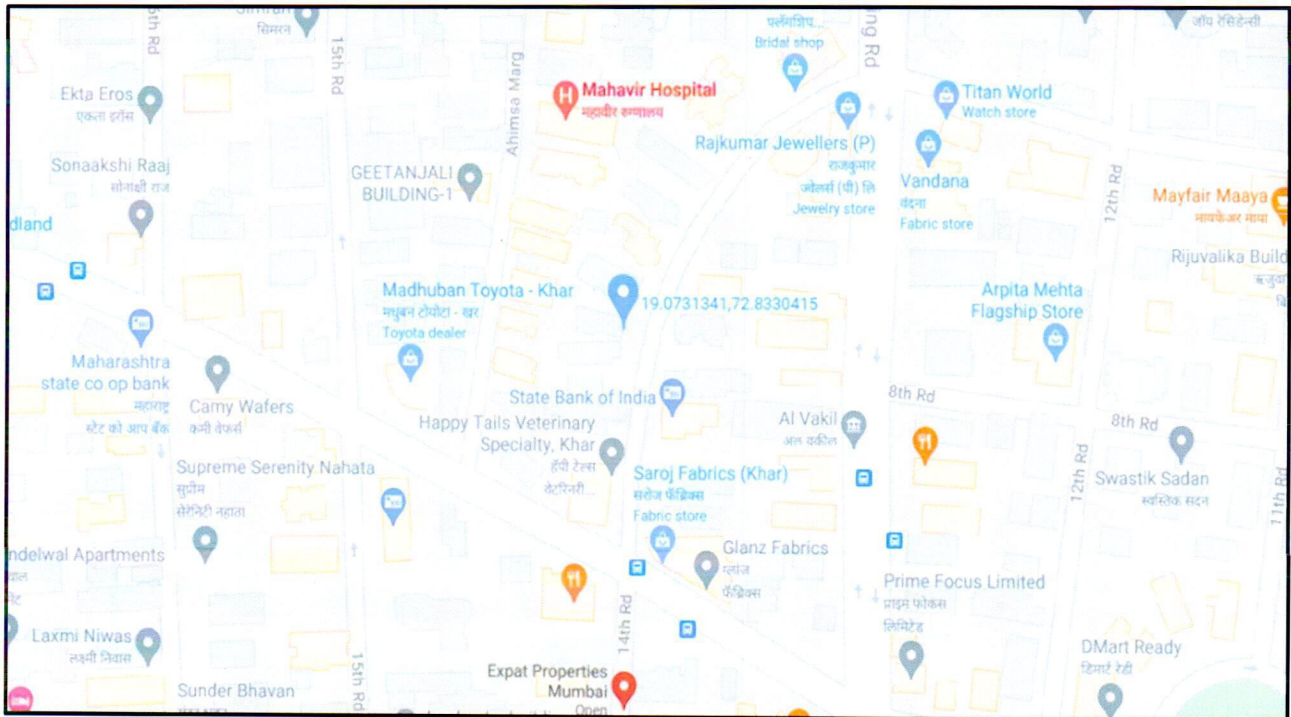 सिमरन
15th Rd
Ekta Eros
एकता इरॉस
Sonaakshi Raaj
सोनाक्षी राज
Ahimsa Marg
GEETANJALI
BUILDING-1
Mahavir Hospital
महावीर रुग्णालय
Bridal shop
Rajkumar Jewellers (P)
राजकुमार
ज्वेलर्स (पी) लि
Jewelry store
Titan World
Watch store
Vandana
वंदना
Fabric store
12th Rd
जॉय रेसिडेन्सी
Mayfair Maaya
मायफेअर माया
Rijuvalika Build
Arpita Mehta
Flagship Store
Madhuban Toyota - Khar
मधुबन टोयोटा - खर
Toyota dealer
19.0731341,72.8330415
Maharashtra
state co op bank
महाराष्ट्र
स्टेट को आप बँक
Camy Wafers
कमी वेफर्स
State Bank of India
Happy Tails Veterinary
Specialty, Khar
हॅपी टेल्स
वेटरिनरी...
Al Vakil
अल वकील
8th Rd
8th Rd
12th Rd
11th Rd
Swastik Sadan
स्वस्तिक सदन
Supreme Serenity Nahata
सुप्रीम
सेरेनिटी नहाता
Saroj Fabrics (Khar)
सरोज फॅब्रिक्स
Fabric store
Glanz Fabrics
ग्लांज
फॅब्रिक्स
Prime Focus Limited
प्राइम फोकस
लिमिटेड
ndelwal Apartments
Laxmi Niwas
लक्ष्मी निवास
Sunder Bhavan
15th Rd
14th Rd
Expat Properties
Mumbai
Open
DMart Ready
डिमार्ट रेडी